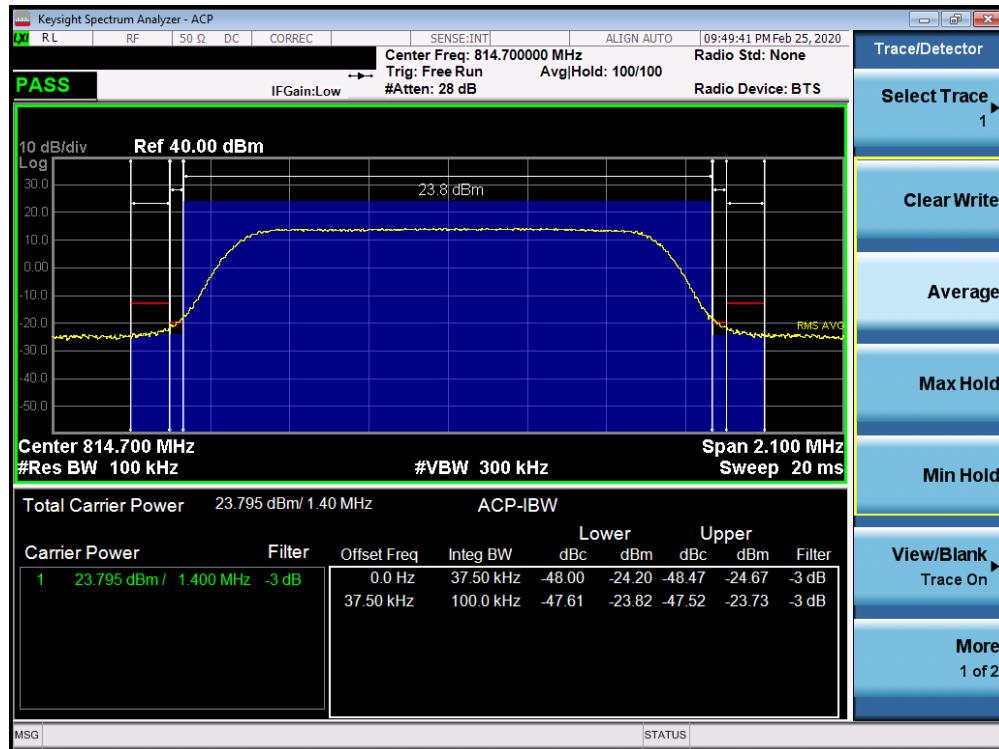 Keysight Spectrum Analyzer - ACP
LXI RL RF 50 Ω DC CORREC SENSE:INT ALIGN AUTO 09:49:41 PM Feb 25, 2020
Center Freq: 814.700000 MHz Radio Std: None
Trig: Free Run Avg|Hold: 100/100
PASS IFGain:Low #Atten: 28 dB Radio Device: BTS
10 dB/div Ref 40.00 dBm
Log
30.0
23.8 dBm
20.0
10.0
0.00
-10.0
-20.0
RMS AVG
-30.0
-40.0
-50.0
Center 814.700 MHz Span 2.100 MHz
#Res BW 100 kHz #VBW 300 kHz Sweep 20 ms
Total Carrier Power 23.795 dBm/ 1.40 MHz ACP-IBW
Lower Upper
Carrier Power Filter Offset Freq Integ BW dBc dBm dBc dBm Filter
1 23.795 dBm / 1.400 MHz -3 dB 0.0 Hz 37.50 kHz -48.00 -24.20 -48.47 -24.67 -3 dB
37.50 kHz 100.0 kHz -47.61 -23.82 -47.52 -23.73 -3 dB
MSG STATUS
Trace/Detector
Select Trace
1
Clear Write
Average
Max Hold
Min Hold
View/Blank
Trace On
More
1 of 2